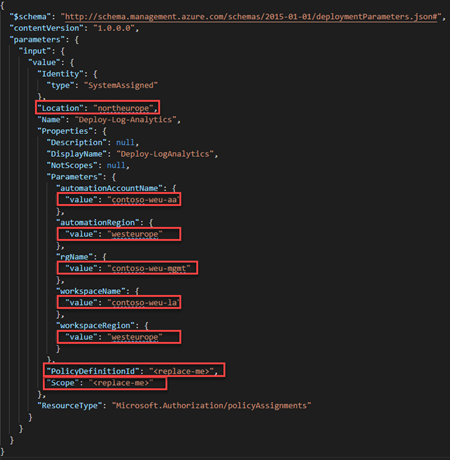 {
"$schema": "http://schema.management.azure.com/schemas/2015-01-01/deploymentParameters.json#",
"contentVersion": "1.0.0.0",
"parameters": {
"input": {
"value": {
"Identity": {
"type": "SystemAssigned"
},
"Location": "northeurope",
"Name": "Deploy-Log-Analytics",
"Properties": {
"Description": null,
"DisplayName": "Deploy-LogAnalytics",
"NotScopes": null,
"Parameters": {
"automationAccountName": {
"value": "contoso-weu-aa"
},
"automationRegion": {
"value": "westeurope"
},
"rgName": {
"value": "contoso-weu-mgmt"
},
"workspaceName": {
"value": "contoso-weu-la"
},
"workspaceRegion": {
"value": "westeurope"
}
},
"PolicyDefinitionId": "<replace-me>",
"Scope": "<replace-me>"
},
"ResourceType": "Microsoft.Authorization/policyAssignments"
}
}
}
}